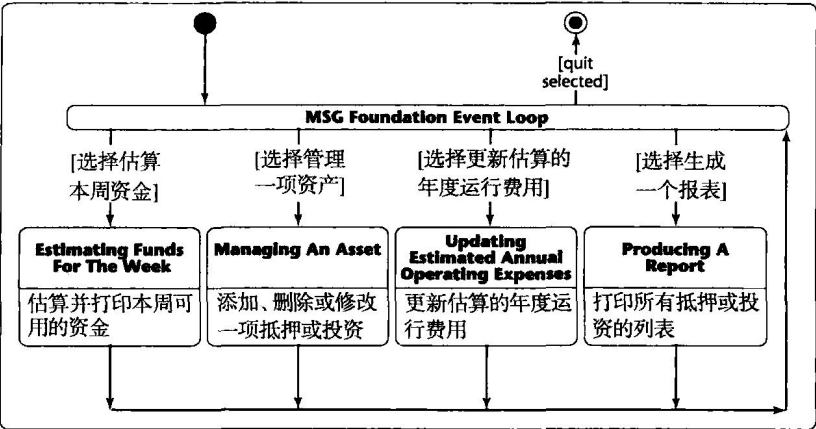 [quit
selected]
MSG Foundation Event Loop
[选择估算
本周资金]
[选择管理
一项资产]
[选择更新估算的
年度运行费用]
[选择生成
一个报表]
Estimating Funds
For The Week
估算并打印本周可
用的资金
Managing An Asset
添加、删除或修改
一项抵押或投资
Updating
Estimated Annual
Operating Expenses
更新估算的年度运
行费用
Producing A
Report
打印所有抵押或投
资的列表